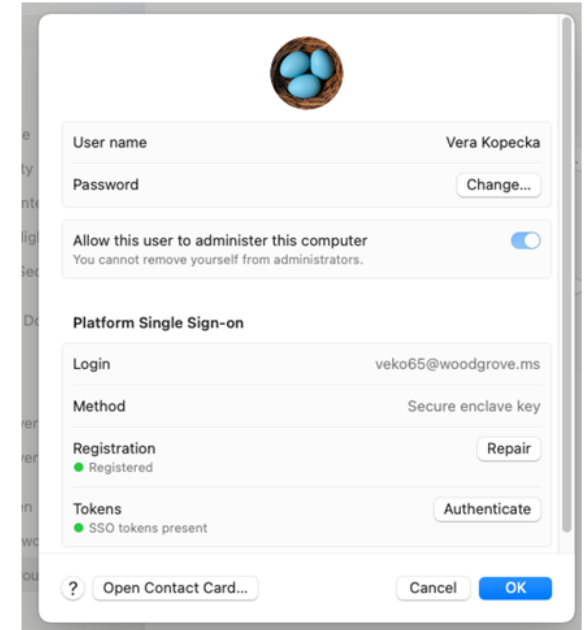 User name
Vera Kopecka
Password
Change...
Allow this user to administer this computer
You cannot remove yourself from administrators.
Platform Single Sign-on
Login
veko65@woodgrove.ms
Method
Secure enclave key
Registration
Repair
Registered
Tokens
Authenticate
SSO tokens present
?
Open Contact Card...
Cancel
OK